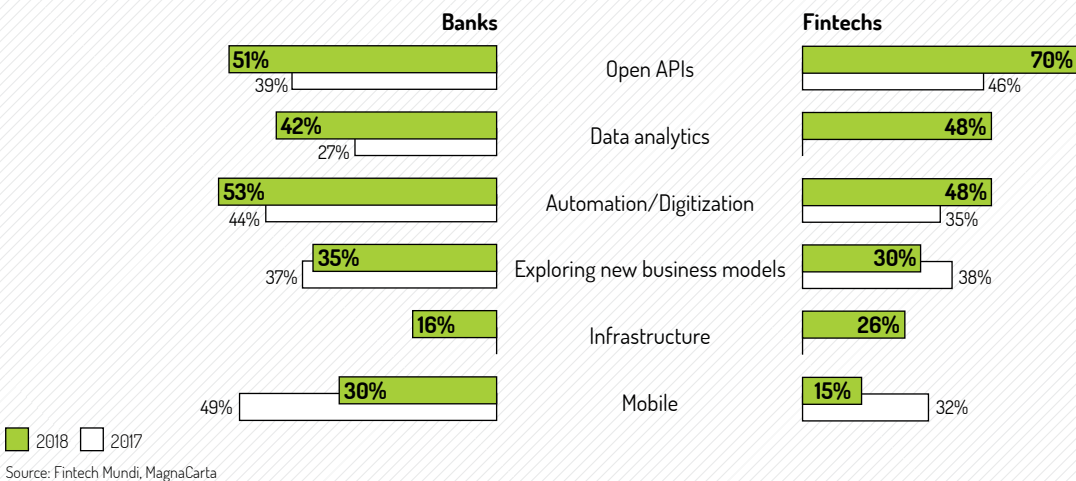 Banks Fintechs
51% Open APIs 70%
39% 46%
42% Data analytics 48%
27%
53% Automation/Digitization 48%
44% 35%
35% Exploring new business models 30%
37% 38%
16% Infrastructure 26%
30% Mobile 15%
49% 32%
2018 2017
Source: Fintech Mundi, MagnaCarta